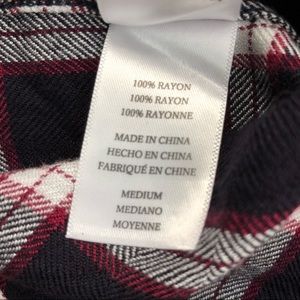 100% RAYON
100% RAYON
100% RAYONNE
MADE IN CHINA
HECHO EN CHINA
FABRIQUÉ EN CHINE
MEDIUM
MEDIANO
MOYENNE